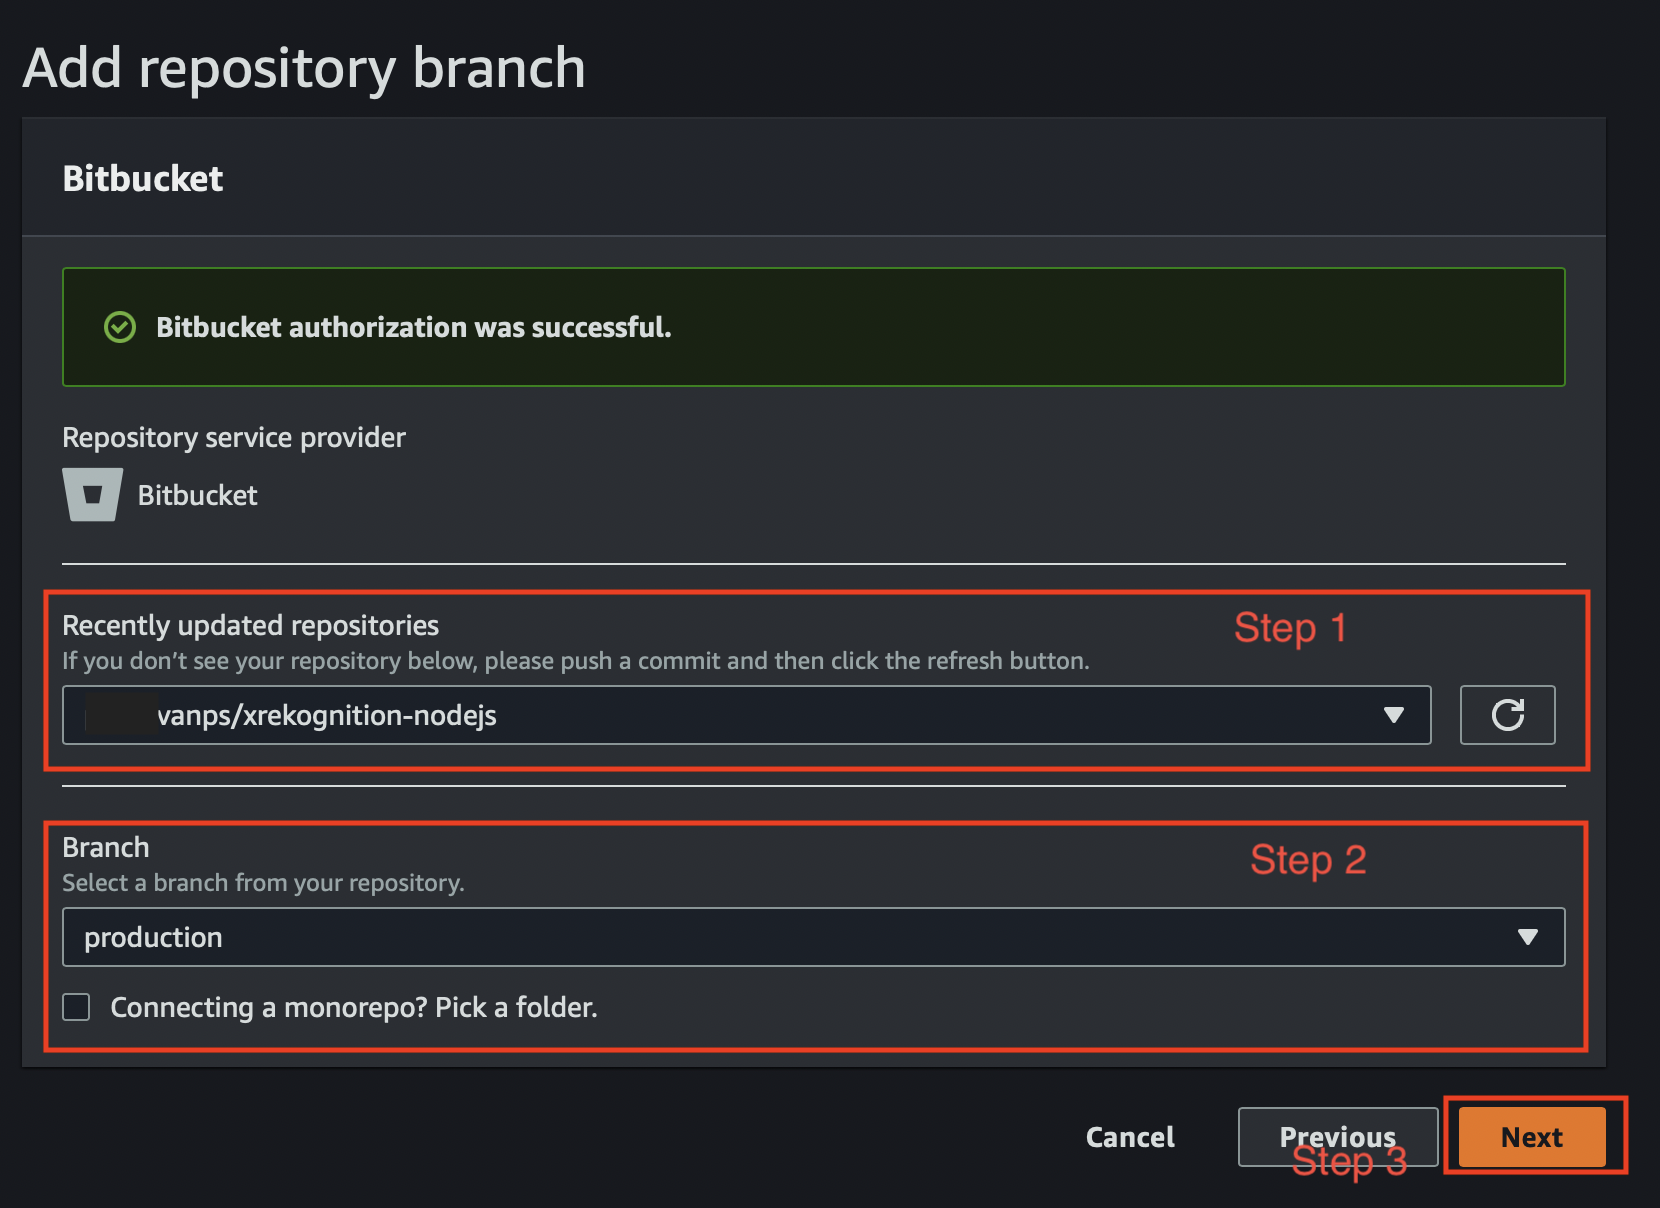 Add repository branch
Bitbucket
Bitbucket authorization was successful.
Repository service provider
Bitbucket
Recently updated repositories
Step 1
If you don’t see your repository below, please push a commit and then click the refresh button.
vanps/xrekognition-nodejs
Branch
Step 2
Select a branch from your repository.
production
Connecting a monorepo? Pick a folder.
Cancel
Previous
Next
Step 3